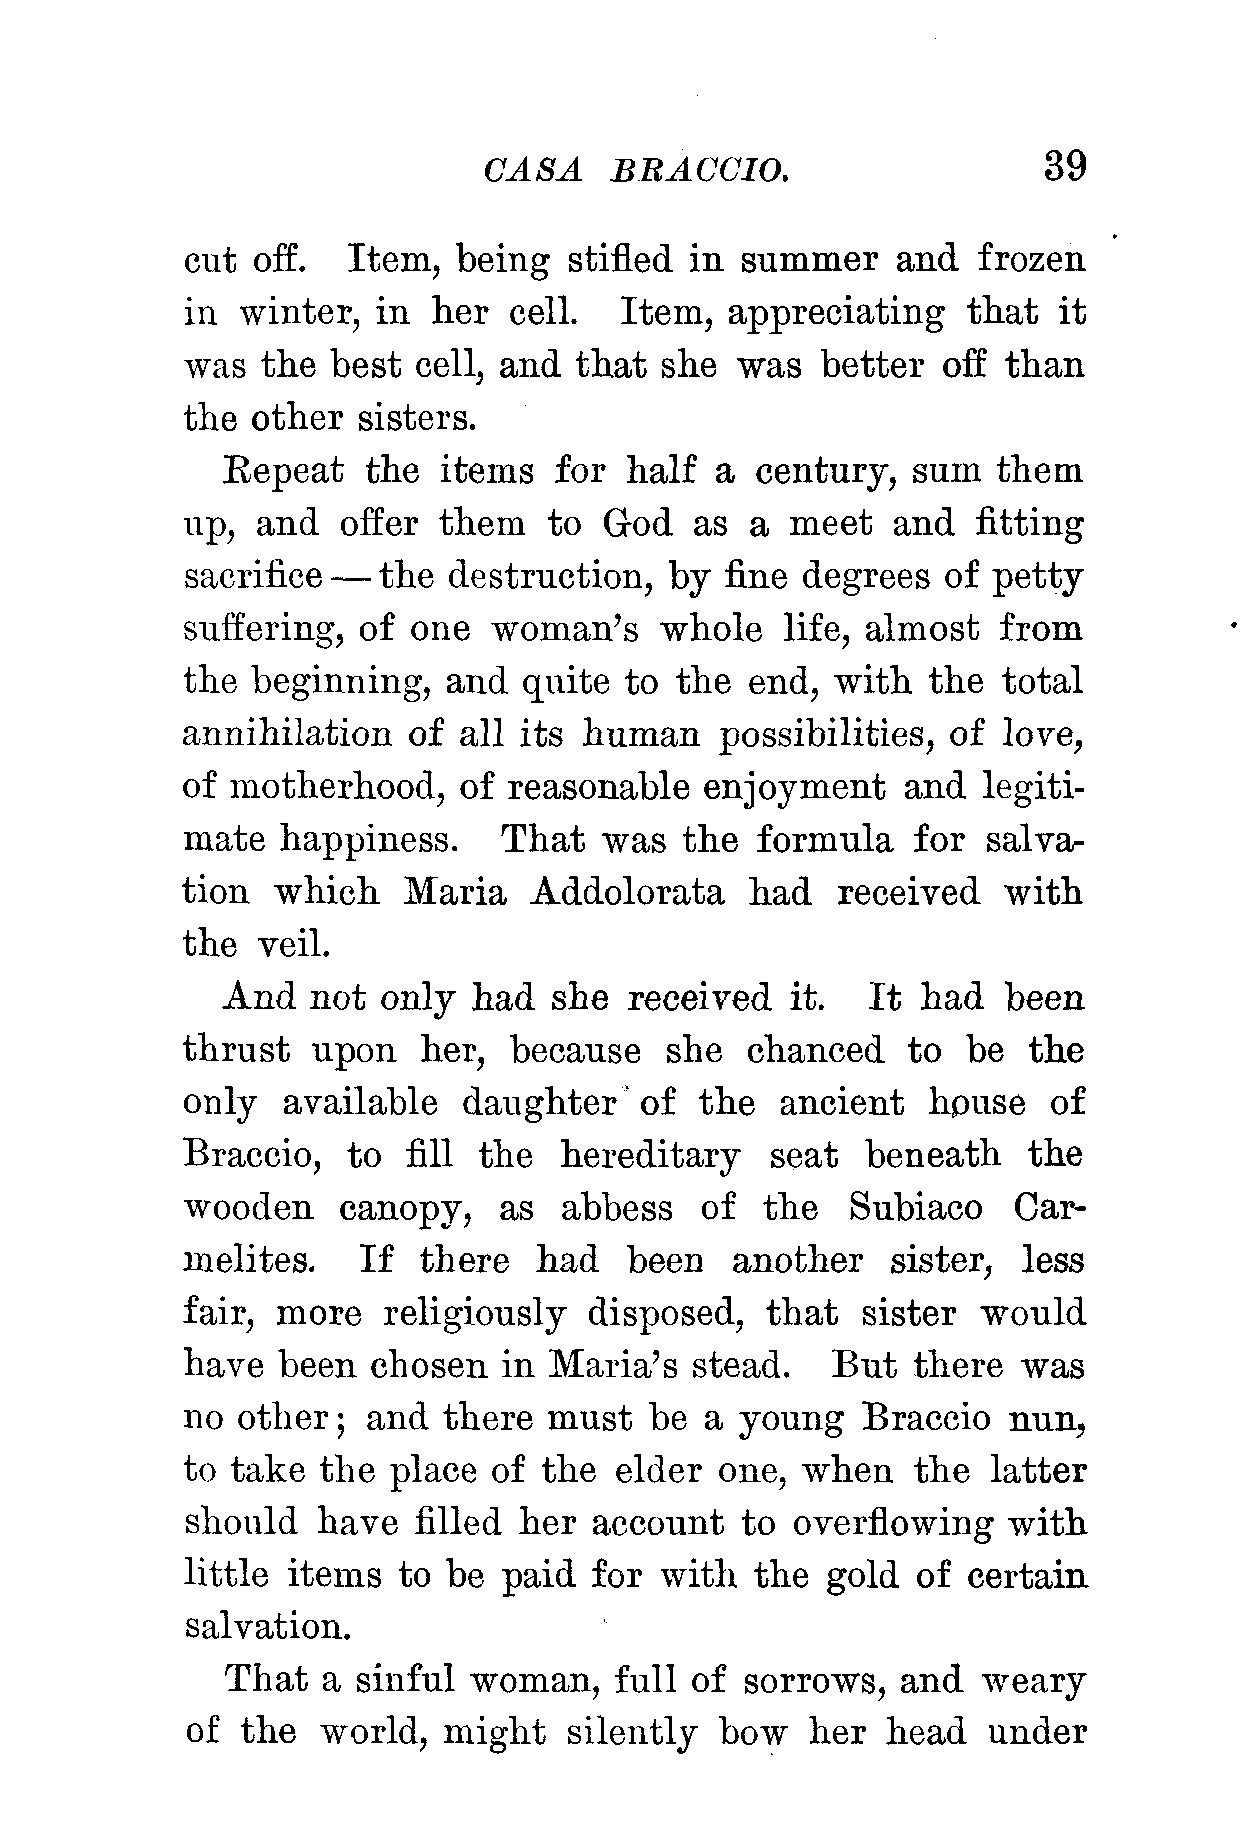 CASA BRACCIO. 39
cut off. Item, being stifled in summer and frozen
in winter, in her cell. Item, appreciating that it
was the best cell, and that she was better off than
the other sisters.
Repeat the items for half a century, sum them
up, and offer them to God as a meet and fitting
sacrifice — the destruction, by fine degrees of petty
suffering, of one woman's whole life, almost from
the beginning, and quite to the end, with the total
annihilation of all its human possibilities, of love,
of motherhood, of reasonable enjoyment and legiti-
mate happiness. That was the formula for salva-
tion which Maria Addolorata had received with
the veil.
And not only had she received it. It had been
thrust upon her, because she chanced to be the
only available daughter of the ancient house of
Braccio, to fill the hereditary seat beneath the
wooden canopy, as abbess of the Subiaco Car-
melites. If there had been another sister, less
fair, more religiously disposed, that sister would
have been chosen in Maria's stead. But there was
no other; and there must be a young Braccio nun,
to take the place of the elder one, when the latter
should have filled her account to overflowing with
little items to be paid for with the gold of certain
salvation.
That a sinful woman, full of sorrows, and weary
of the world, might silently bow her head under